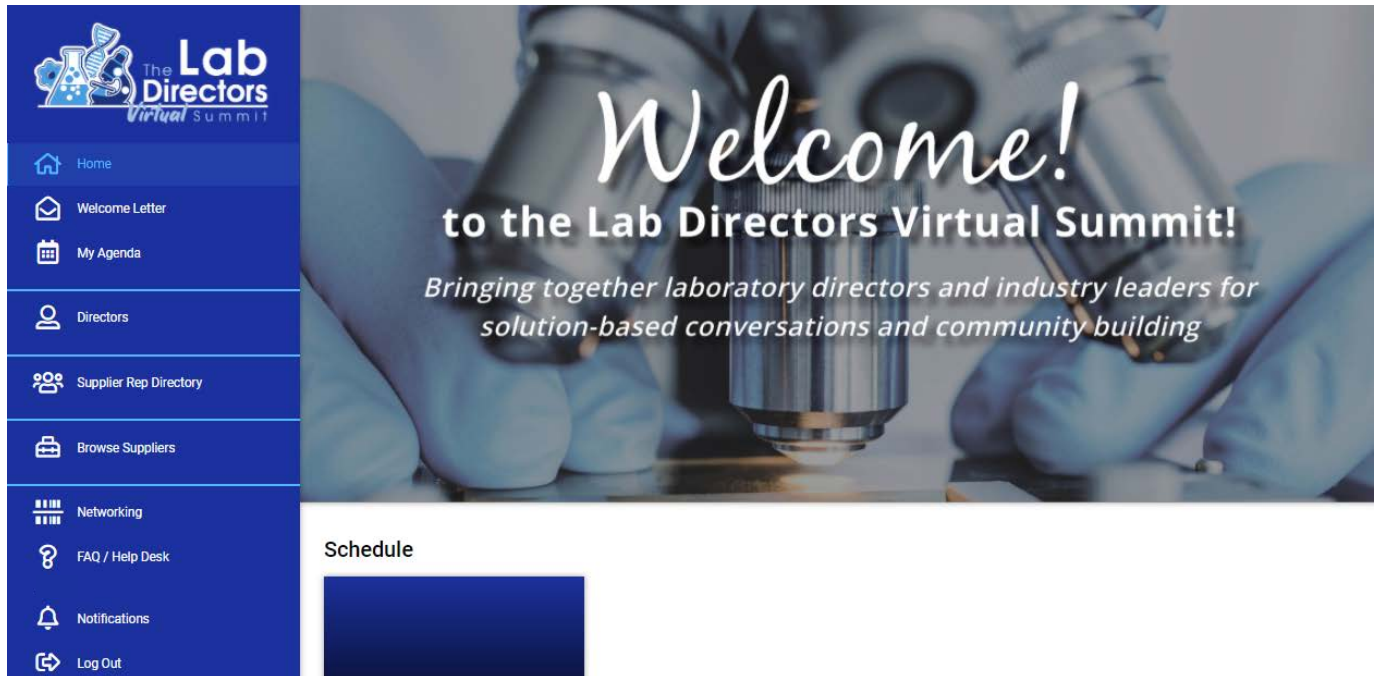 The Lab
Directors
Virtual Summit
Home
Welcome Letter
My Agenda
Directors
Supplier Rep Directory
Browse Suppliers
Networking
FAQ / Help Desk
Notifications
Log Out
Welcome!
to the Lab Directors Virtual Summit!
Bringing together laboratory directors and industry leaders for
solution-based conversations and community building
Schedule